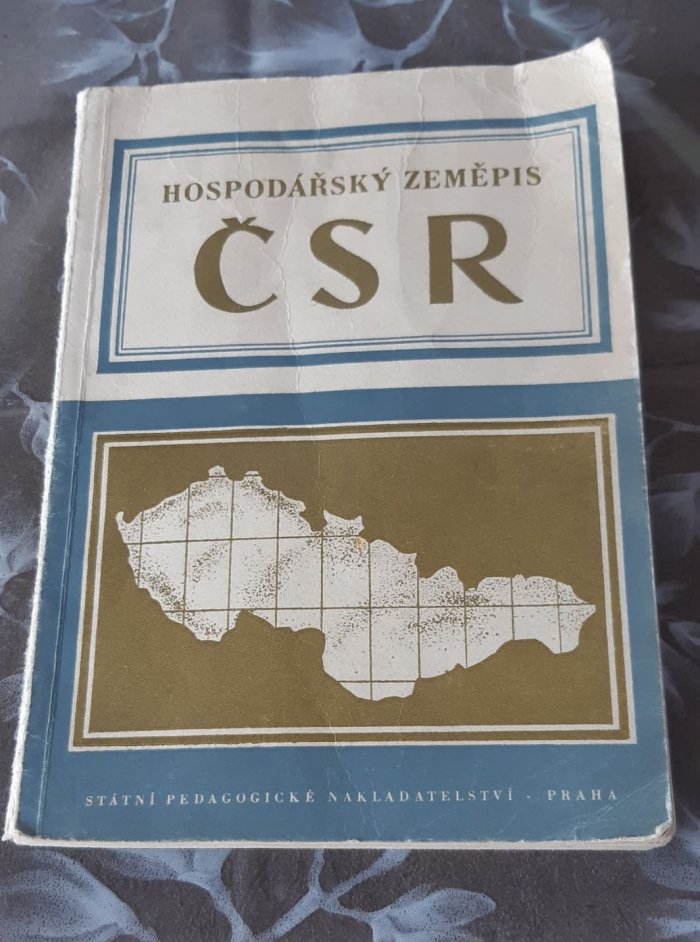 HOSPODÁŘSKÝ ZEMĚPIS
ČSR
STÁTNÍ PEDAGOGICKÉ NAKLADATELSTVÍ - PRAHA